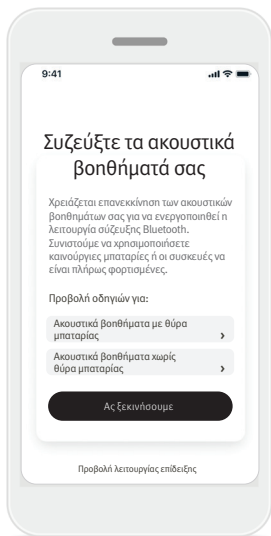 9:41
Συζεύξτε τα ακουστικά
βοηθήματά σας
Χρειάζεται επανεκκίνηση των ακουστικών
βοηθημάτων σας για να ενεργοποιηθεί η
λειτουργία σύζευξης Bluetooth.
Συνιστούμε να χρησιμοποιήσετε
καινούργιες μπαταρίες ή οι συσκευές να
είναι πλήρως φορτισμένες.
Προβολή οδηγιών για:
Ακουστικά βοηθήματα με θύρα
μπαταρίας
Ακουστικά βοηθήματα χωρίς
θύρα μπαταρίας
Ας ξεκινήσουμε
Προβολή λειτουργίας επίδειξης